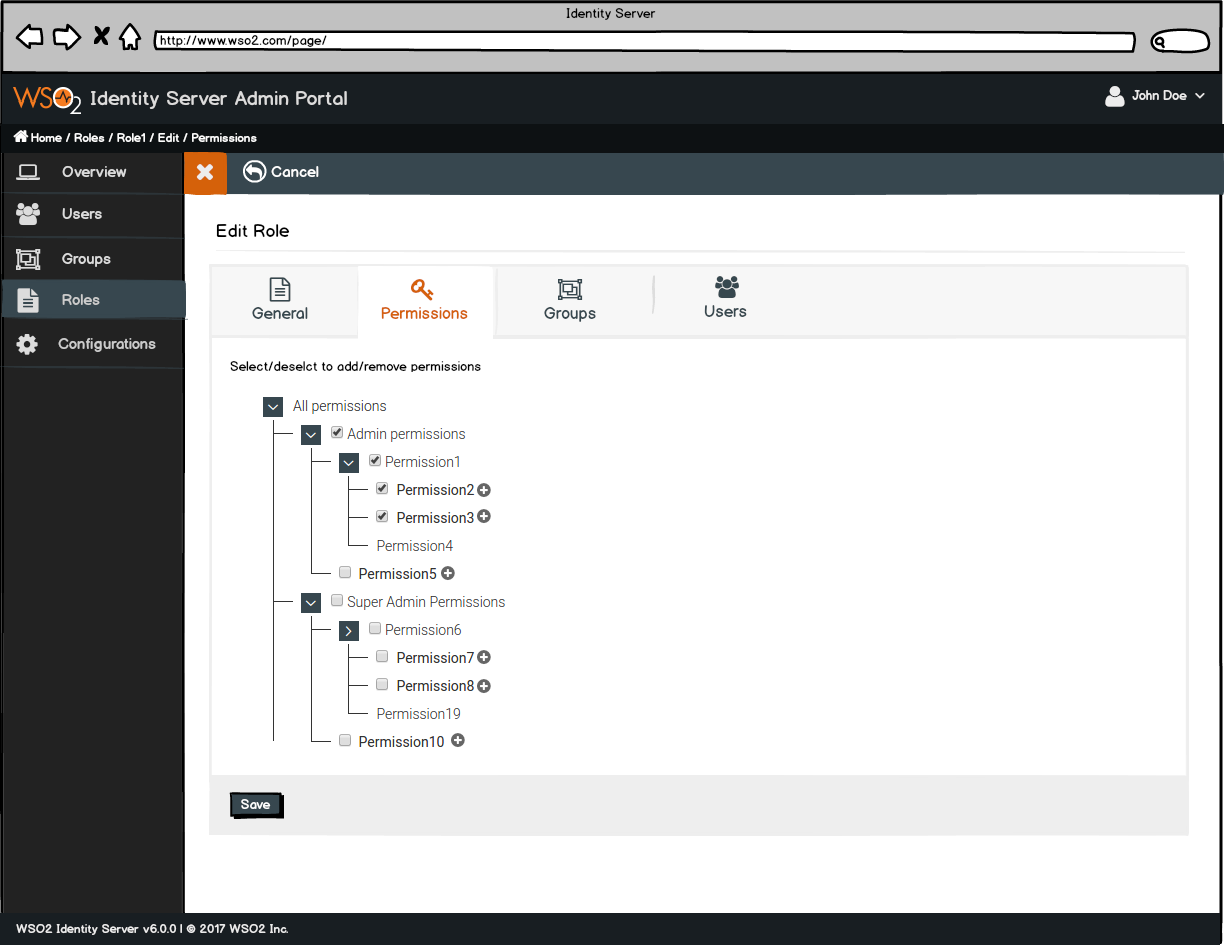 Identity Server
http://www.wso2.com/page/
WSO2 Identity Server Admin Portal
John Doe
Home / Roles / Role1 / Edit / Permissions
Overview
Cancel
Users
Groups
Roles
Configurations
Edit Role
General
Permissions
Groups
Users
Select/deselct to add/remove permissions
All permissions
Admin permissions
Permission1
Permission2
Permission3
Permission4
Permission5
Super Admin Permissions
Permission6
Permission7
Permission8
Permission19
Permission10
Save
WSO2 Identity Server v6.0.0 | © 2017 WSO2 Inc.